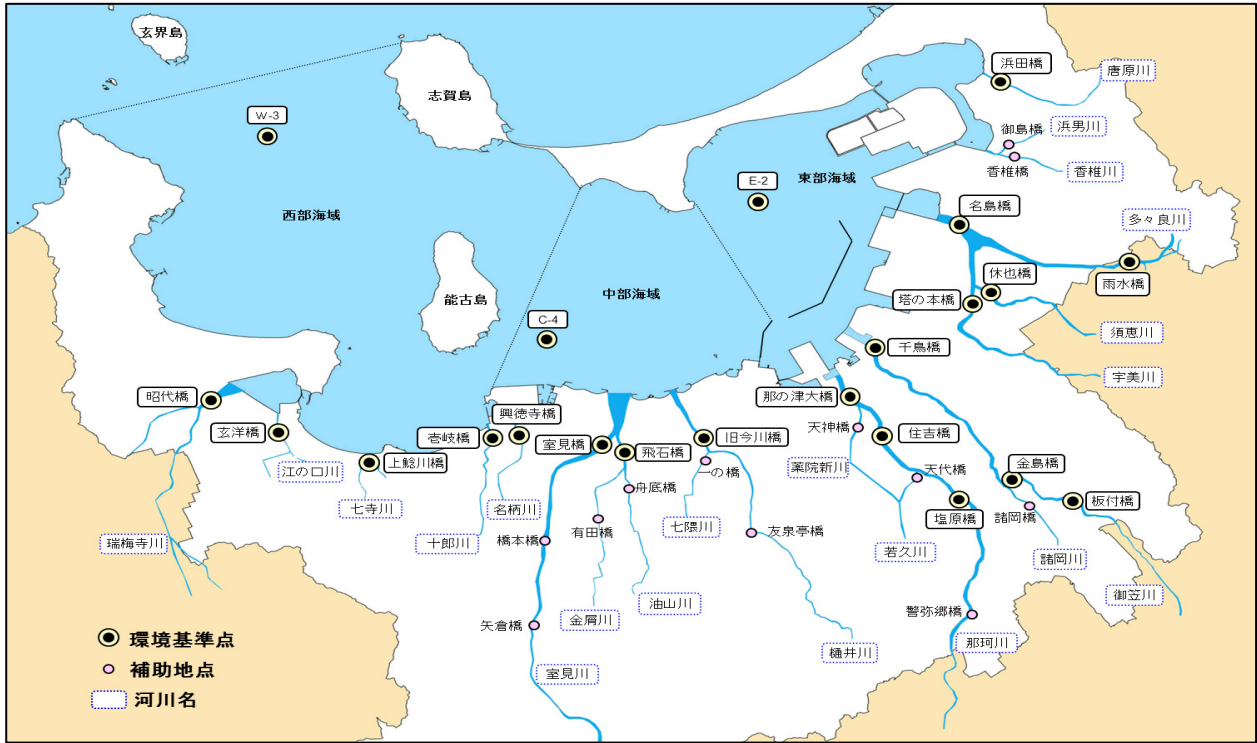 玄界島
志賀島
W-3
浜田橋
唐原川
御島橋
浜男川
香椎橋
香椎川
東部海域
E-2
西部海域
名島橋
多々良川
雨水橋
休也橋
塔の本橋
須恵川
宇美川
能古島
中部海域
C-4
千鳥橋
昭代橋
玄洋橋
江の口川
上鯰川橋
七寺川
壱岐橋
興徳寺橋
名柄川
十郎川
室見橋
飛石橋
舟底橋
有田橋
橋本橋
旧今川橋
一の橋
七隈川
友泉亭橋
那の津大橋
天神橋
住吉橋
薬院新川
天代橋
塩原橋
若久川
金島橋
板付橋
諸岡橋
諸岡川
御笠川
瑞梅寺川
矢倉橋
金屑川
油山川
室見川
樋井川
警弥郷橋
那珂川
環境基準点
補助地点
河川名